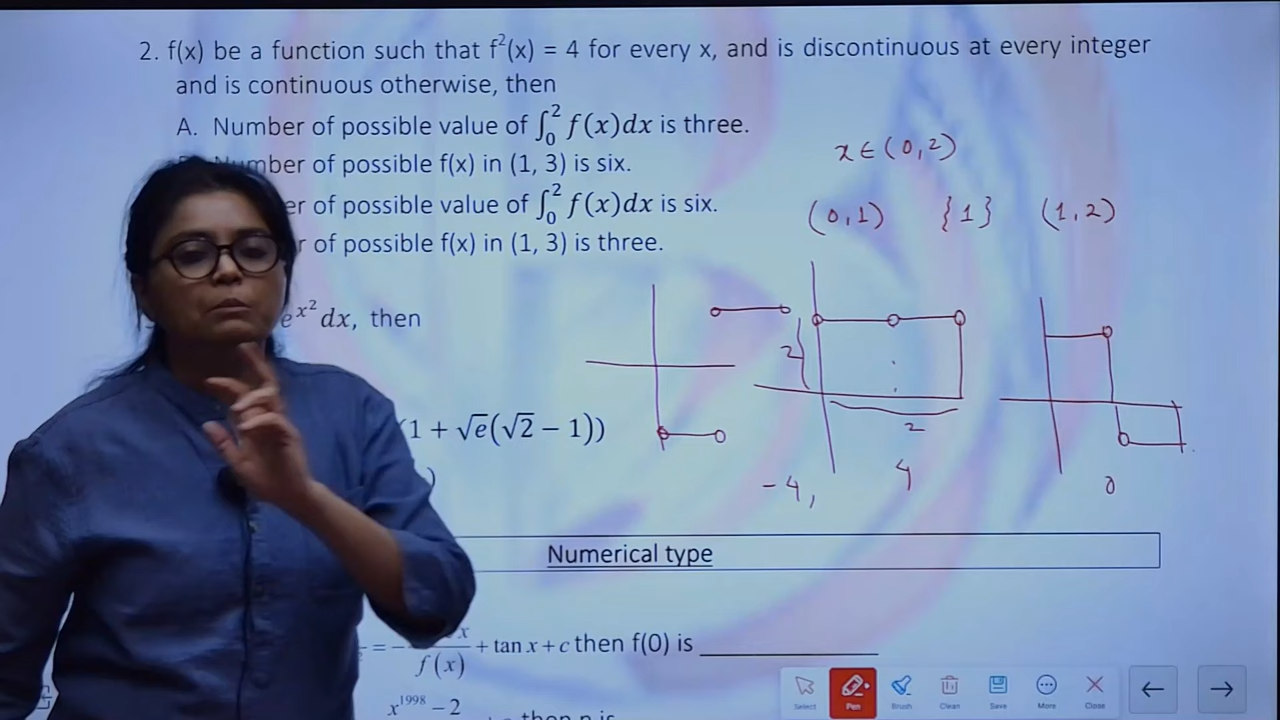 2. f(x) be a function such that f²(x) = 4 for every x, and is discontinuous at every integer
and is continuous otherwise, then
A. Number of possible value of ∫₀² f(x)dx is three.
mber of possible f(x) in (1, 3) is six.
er of possible value of ∫₀² f(x)dx is six.
r of possible f(x) in (1, 3) is three.
x ∈ (0, 2)
(0, 1) {1} (1, 2)
e^{x²} dx, then
2
2
(1 + √e(√2 − 1))
)
-4, 4 0
Numerical type
= − x / f(x) + tan x + c then f(0) is ____________
x^{1998} − 2
then n is
Select Pen Brush Clean Save More Close